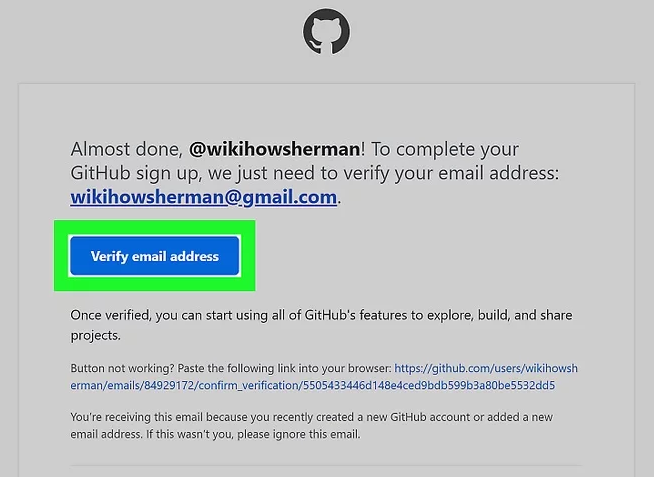 Almost done, @wikihowsherman! To complete your
GitHub sign up, we just need to verify your email address:
wikihowsherman@gmail.com.
Verify email address
Once verified, you can start using all of GitHub's features to explore, build, and share
projects.
Button not working? Paste the following link into your browser: https://github.com/users/wikihowsh
erman/emails/84929172/confirm_verification/5505433446d148e4ced9bdb599b3a80be5532dd5
You're receiving this email because you recently created a new GitHub account or added a new
email address. If this wasn't you, please ignore this email.